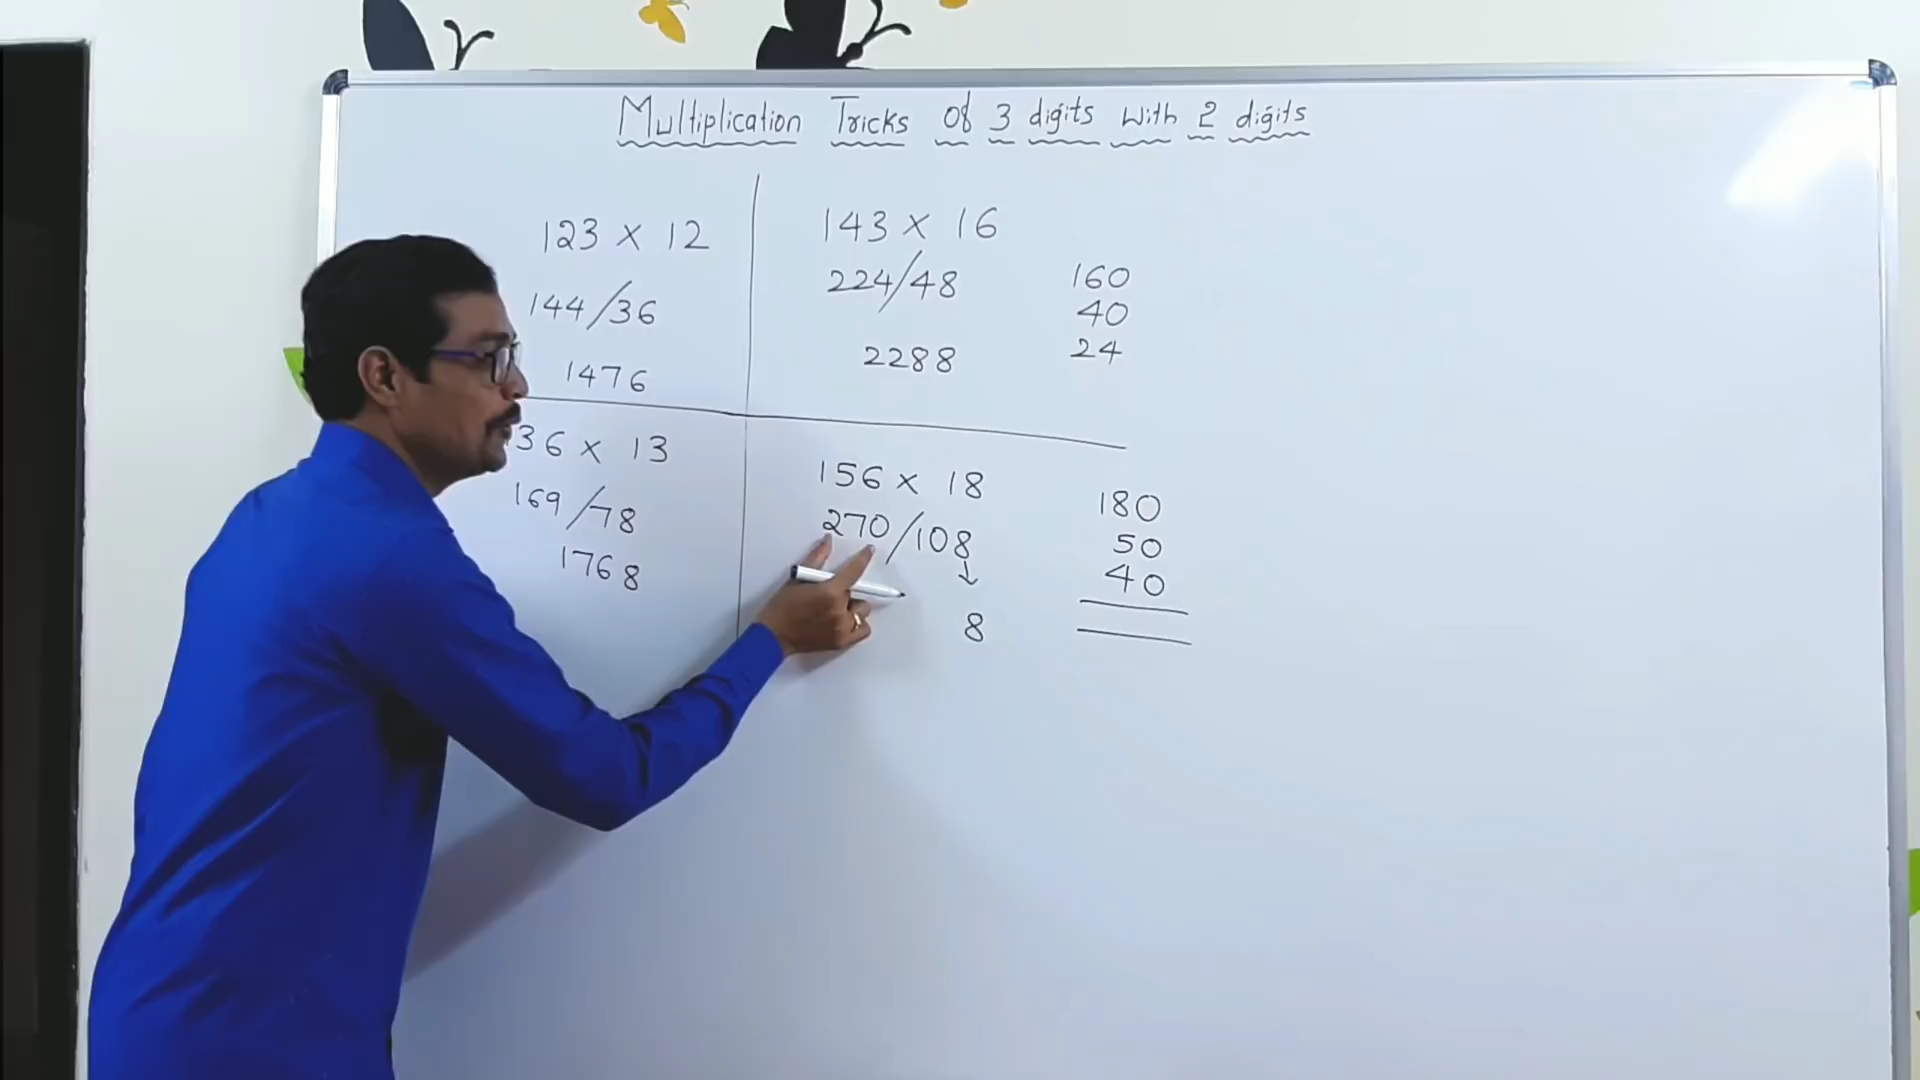 Multiplication Tricks Of 3 digits with 2 digits
123 x 12
144/36
1476
143 x 16
224/48
2288
160
40
24
36 x 13
169/78
1768
156 x 18
270/108
8
180
50
40